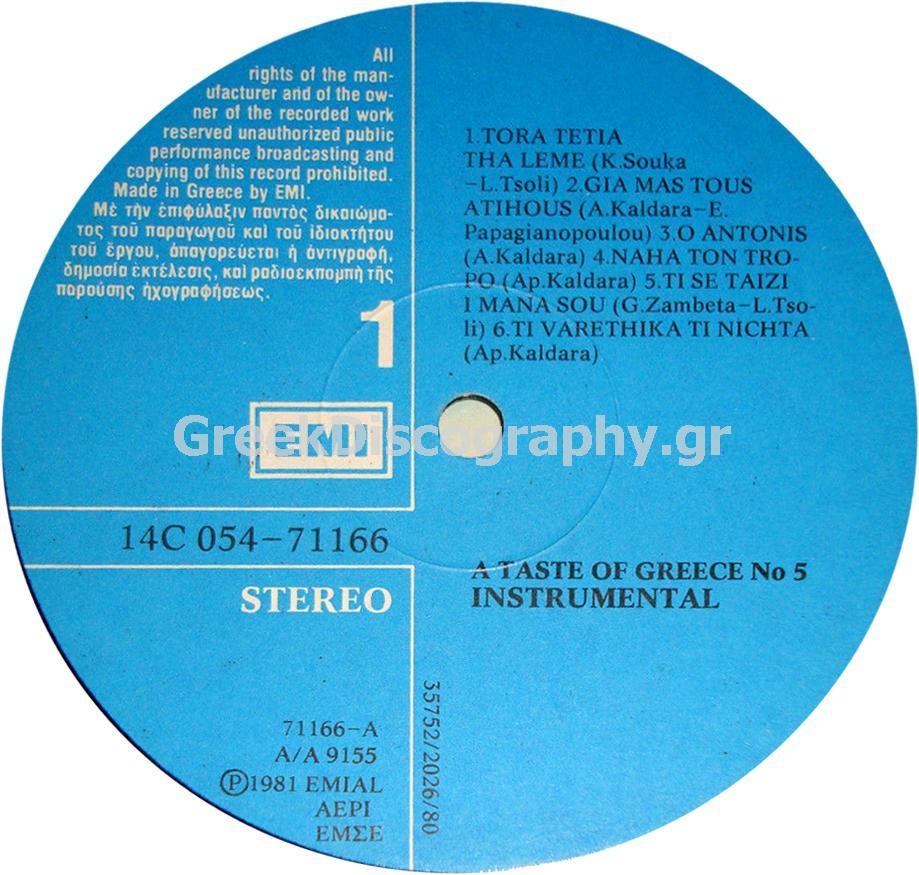 All
rights of the man-
ufacturer and of the ow-
ner of the recorded work
reserved unauthorized public
performance broadcasting and
copying of this record prohibited.
Made in Greece by EMI.
Μὲ τὴν ἐπιφύλαξιν παντὸς δικαιώμα-
τος τοῦ παραγωγοῦ καὶ τοῦ ἰδιοκτήτου
τοῦ ἔργου, ἀπαγορεύεται ἡ ἀντιγραφή,
δημοσία ἐκτέλεσις, καὶ ραδιοεκπομπὴ τῆς
παρούσης ἠχογραφήσεως.
1
1.TORA TETIA
THA LEME (K.Souka
-L.Tsoli) 2.GIA MAS TOUS
ATIHOUS (A.Kaldara-E.
Papagianopoulou) 3.O ANTONIS
(A.Kaldara) 4.NAHA TON TRO-
PO (Ap.Kaldara) 5.TI SE TAIZI
I MANA SOU (G.Zambeta-L.Tso-
li) 6.TI VARETHIKA TI NICHTA
(Ap.Kaldara)
GreekDiscography.gr
EMI
14C 054-71166
STEREO
A TASTE OF GREECE No 5
INSTRUMENTAL
71166-A
A/A 9155
Ⓟ1981 EMIAL
ΑΕΡΙ
ΕΜΣΕ
35752/2026/80